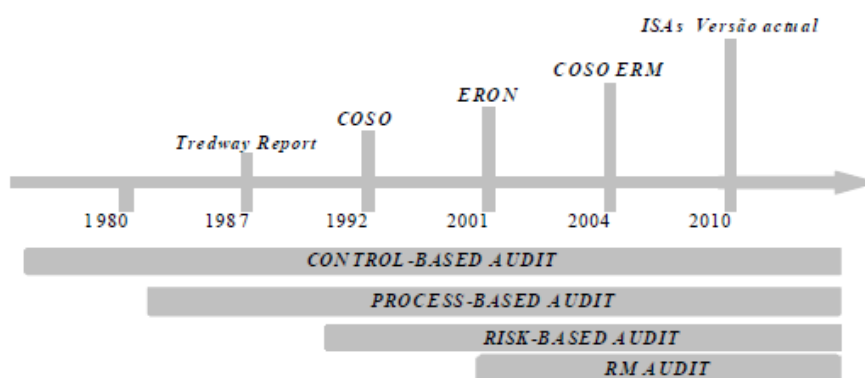 ISAs Versão actual
COSO ERM
ERON
COSO
Tredway Report
1980 1987 1992 2001 2004 2010
CONTROL-BASED AUDIT
PROCESS-BASED AUDIT
RISK-BASED AUDIT
RM AUDIT